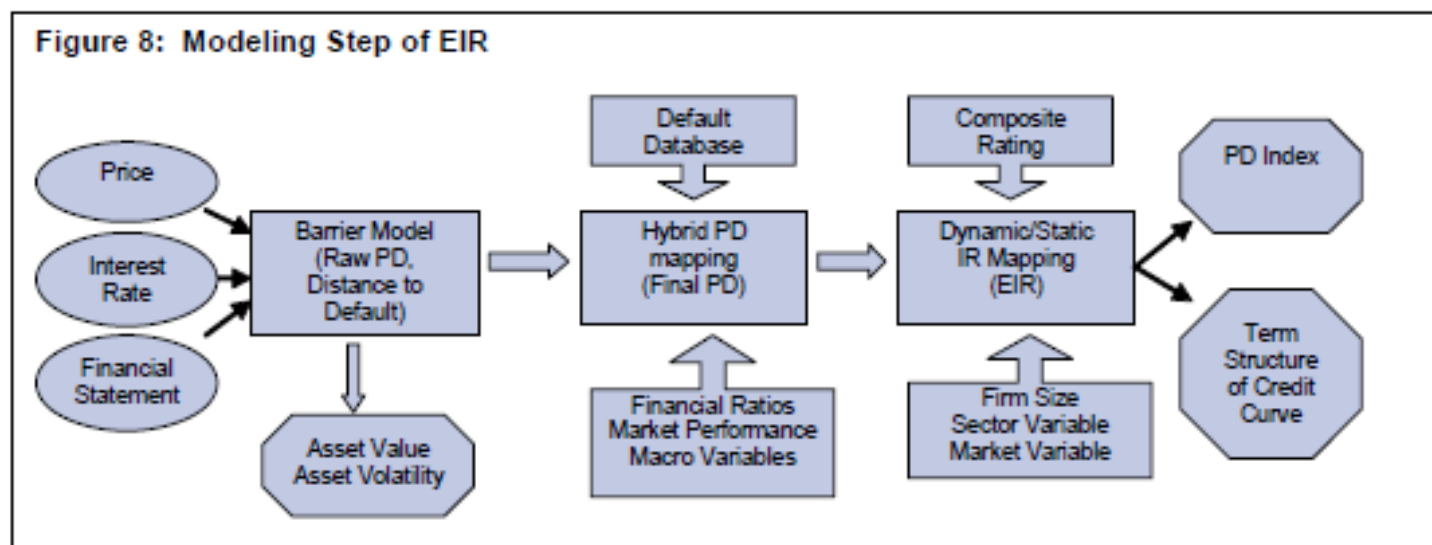 Figure 8: Modeling Step of EIR
Price
Interest
Rate
Financial
Statement
Barrier Model
(Raw PD,
Distance to
Default)
Asset Value
Asset Volatility
Default
Database
Hybrid PD
mapping
(Final PD)
Financial Ratios
Market Performance
Macro Variables
Composite
Rating
Dynamic/Static
IR Mapping
(EIR)
Firm Size
Sector Variable
Market Variable
PD Index
Term
Structure
of Credit
Curve